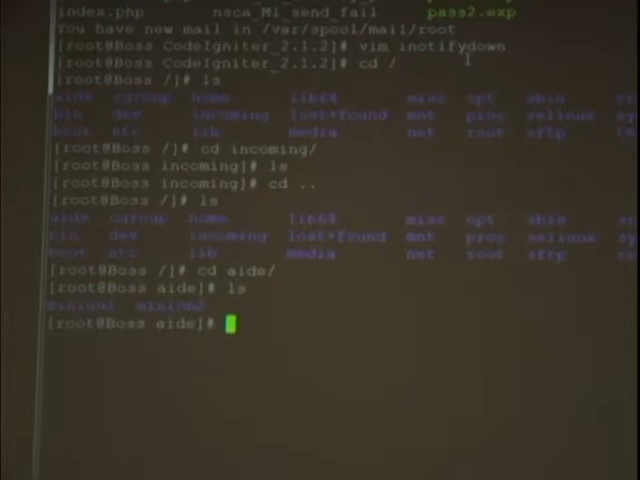 index.php nsca_M1_send_fail pass2.exp
You have new mail in /var/spool/mail/root
[root@Boss CodeIgniter_2.1.2]# vim inotifydown
[root@Boss CodeIgniter_2.1.2]# cd /
[root@Boss /]# ls
aide cgroup home lib64 misc opt sbin
bin dev incoming lost+found mnt proc selinux
boot etc lib media net root sftp
[root@Boss /]# cd incoming/
[root@Boss incoming]# ls
[root@Boss incoming]# cd ..
[root@Boss /]# ls
aide cgroup home lib64 misc opt sbin
bin dev incoming lost+found mnt proc selinux
boot etc lib media net root sftp
[root@Boss /]# cd aide/
[root@Boss aide]# ls
minion1 minion2
[root@Boss aide]#